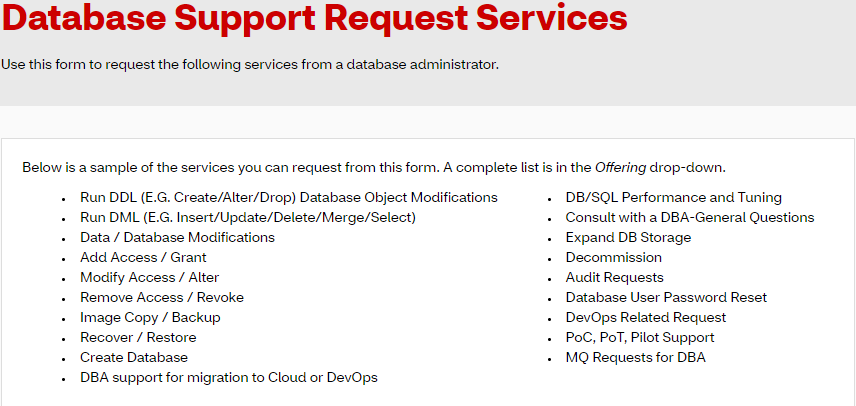 Database Support Request Services
Use this form to request the following services from a database administrator.
Below is a sample of the services you can request from this form. A complete list is in the Offering drop-down.
Run DDL (E.G. Create/Alter/Drop) Database Object Modifications
Run DML (E.G. Insert/Update/Delete/Merge/Select)
Data / Database Modifications
Add Access / Grant
Modify Access / Alter
Remove Access / Revoke
Image Copy / Backup
Recover / Restore
Create Database
DBA support for migration to Cloud or DevOps
DB/SQL Performance and Tuning
Consult with a DBA-General Questions
Expand DB Storage
Decommission
Audit Requests
Database User Password Reset
DevOps Related Request
PoC, PoT, Pilot Support
MQ Requests for DBA